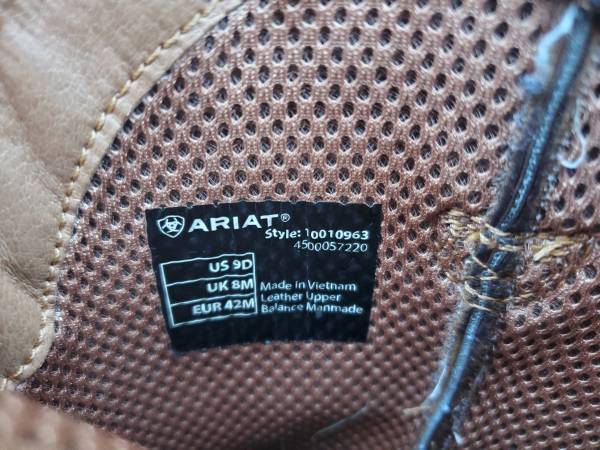 ARIAT®
Style: 10010963
4500057220
US 9D
UK 8M
EUR 42M
Made in Vietnam
Leather Upper
Balance Manmade